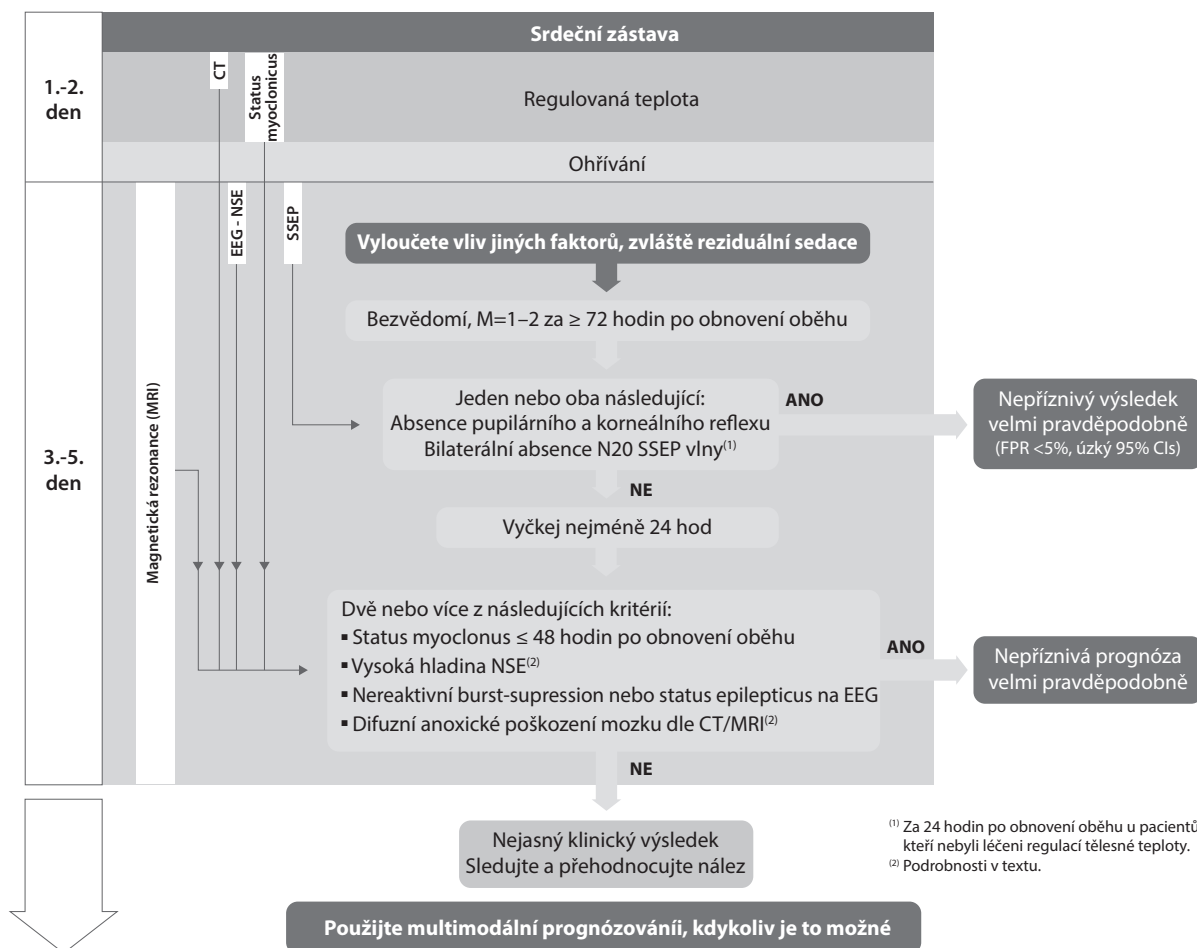 Srdeční zástava
1.-2.
den
CT
Status
myoclonicus
Regulovaná teplota
Ohřívání
3.-5.
den
Magnetická rezonance (MRI)
EEG - NSE
SSEP
Vyloučete vliv jiných faktorů, zvláště reziduální sedace
Bezvědomí, M=1–2 za ≥ 72 hodin po obnovení oběhu
Jeden nebo oba následující:
Absence pupilárního a korneálního reflexu
Bilaterální absence N20 SSEP vlny(1)
ANO
Nepříznivý výsledek
velmi pravděpodobně
(FPR <5%, úzký 95% CIs)
NE
Vyčkej nejméně 24 hod
Dvě nebo více z následujících kritérií:
▪ Status myoclonus ≤ 48 hodin po obnovení oběhu
▪ Vysoká hladina NSE(2)
▪ Nereaktivní burst-supression nebo status epilepticus na EEG
▪ Difuzní anoxické poškození mozku dle CT/MRI(2)
ANO
Nepříznivá prognóza
velmi pravděpodobně
NE
Nejasný klinický výsledek
Sledujte a přehodnocujte nález
(1) Za 24 hodin po obnovení oběhu u pacientů
kteří nebyli léčeni regulací tělesné teploty.
(2) Podrobnosti v textu.
Použijte multimodální prognózováníi, kdykoliv je to možné